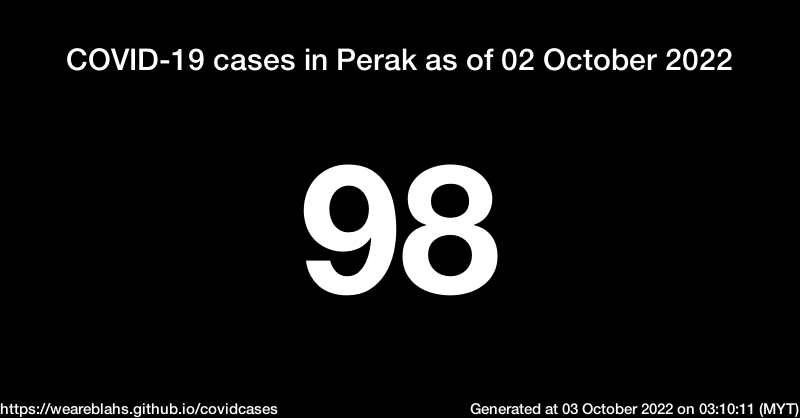 COVID-19 cases in Perak as of 02 October 2022
98
https://weareblahs.github.io/covidcases
Generated at 03 October 2022 on 03:10:11 (MYT)